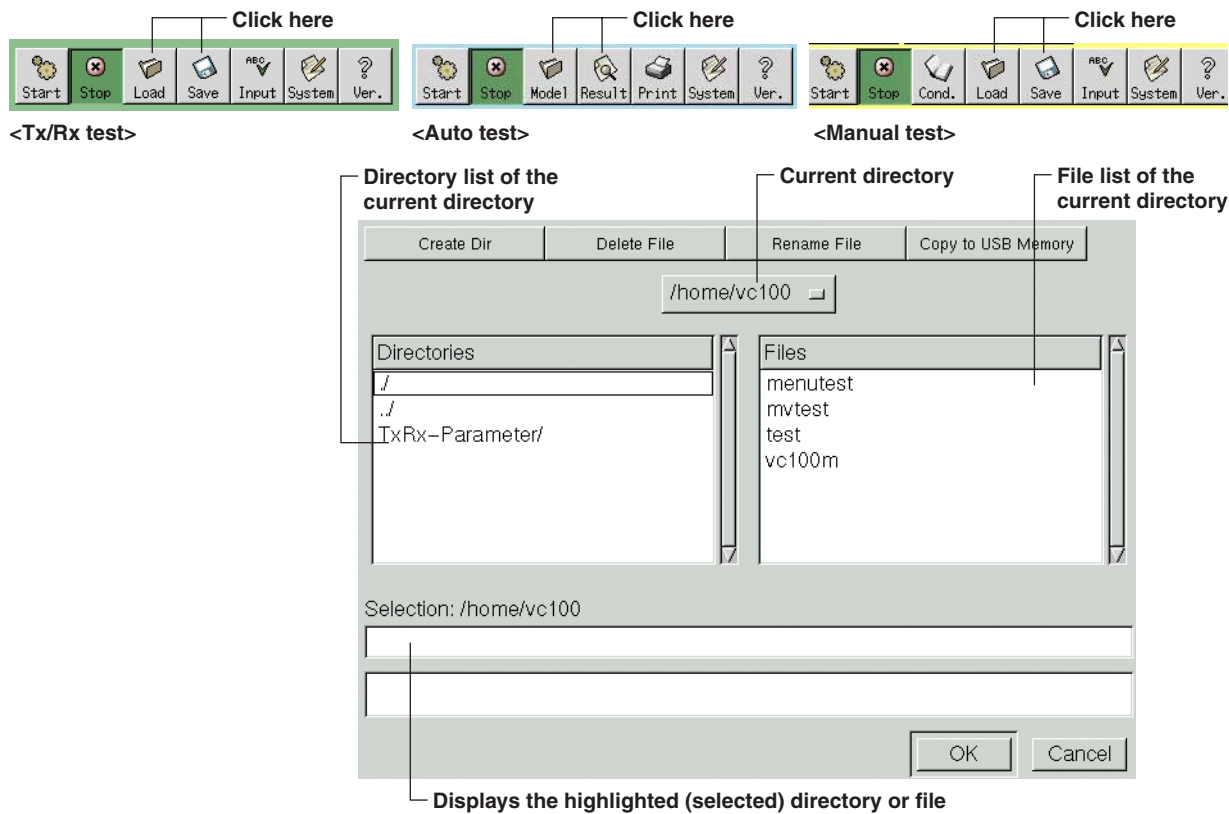 Click here
Click here
Click here
Start Stop Load Save Input System Ver.
Start Stop Model Result Print System Ver.
Start Stop Cond. Load Save Input System Ver.
<Tx/Rx test>
<Auto test>
<Manual test>
Directory list of the
current directory
Current directory
File list of the
current directory
Create Dir
Delete File
Rename File
Copy to USB Memory
/home/vc100
Directories
./
../
TxRx-Parameter/
Files
menutest
mvtest
test
vc100m
Selection: /home/vc100
OK
Cancel
Displays the highlighted (selected) directory or file